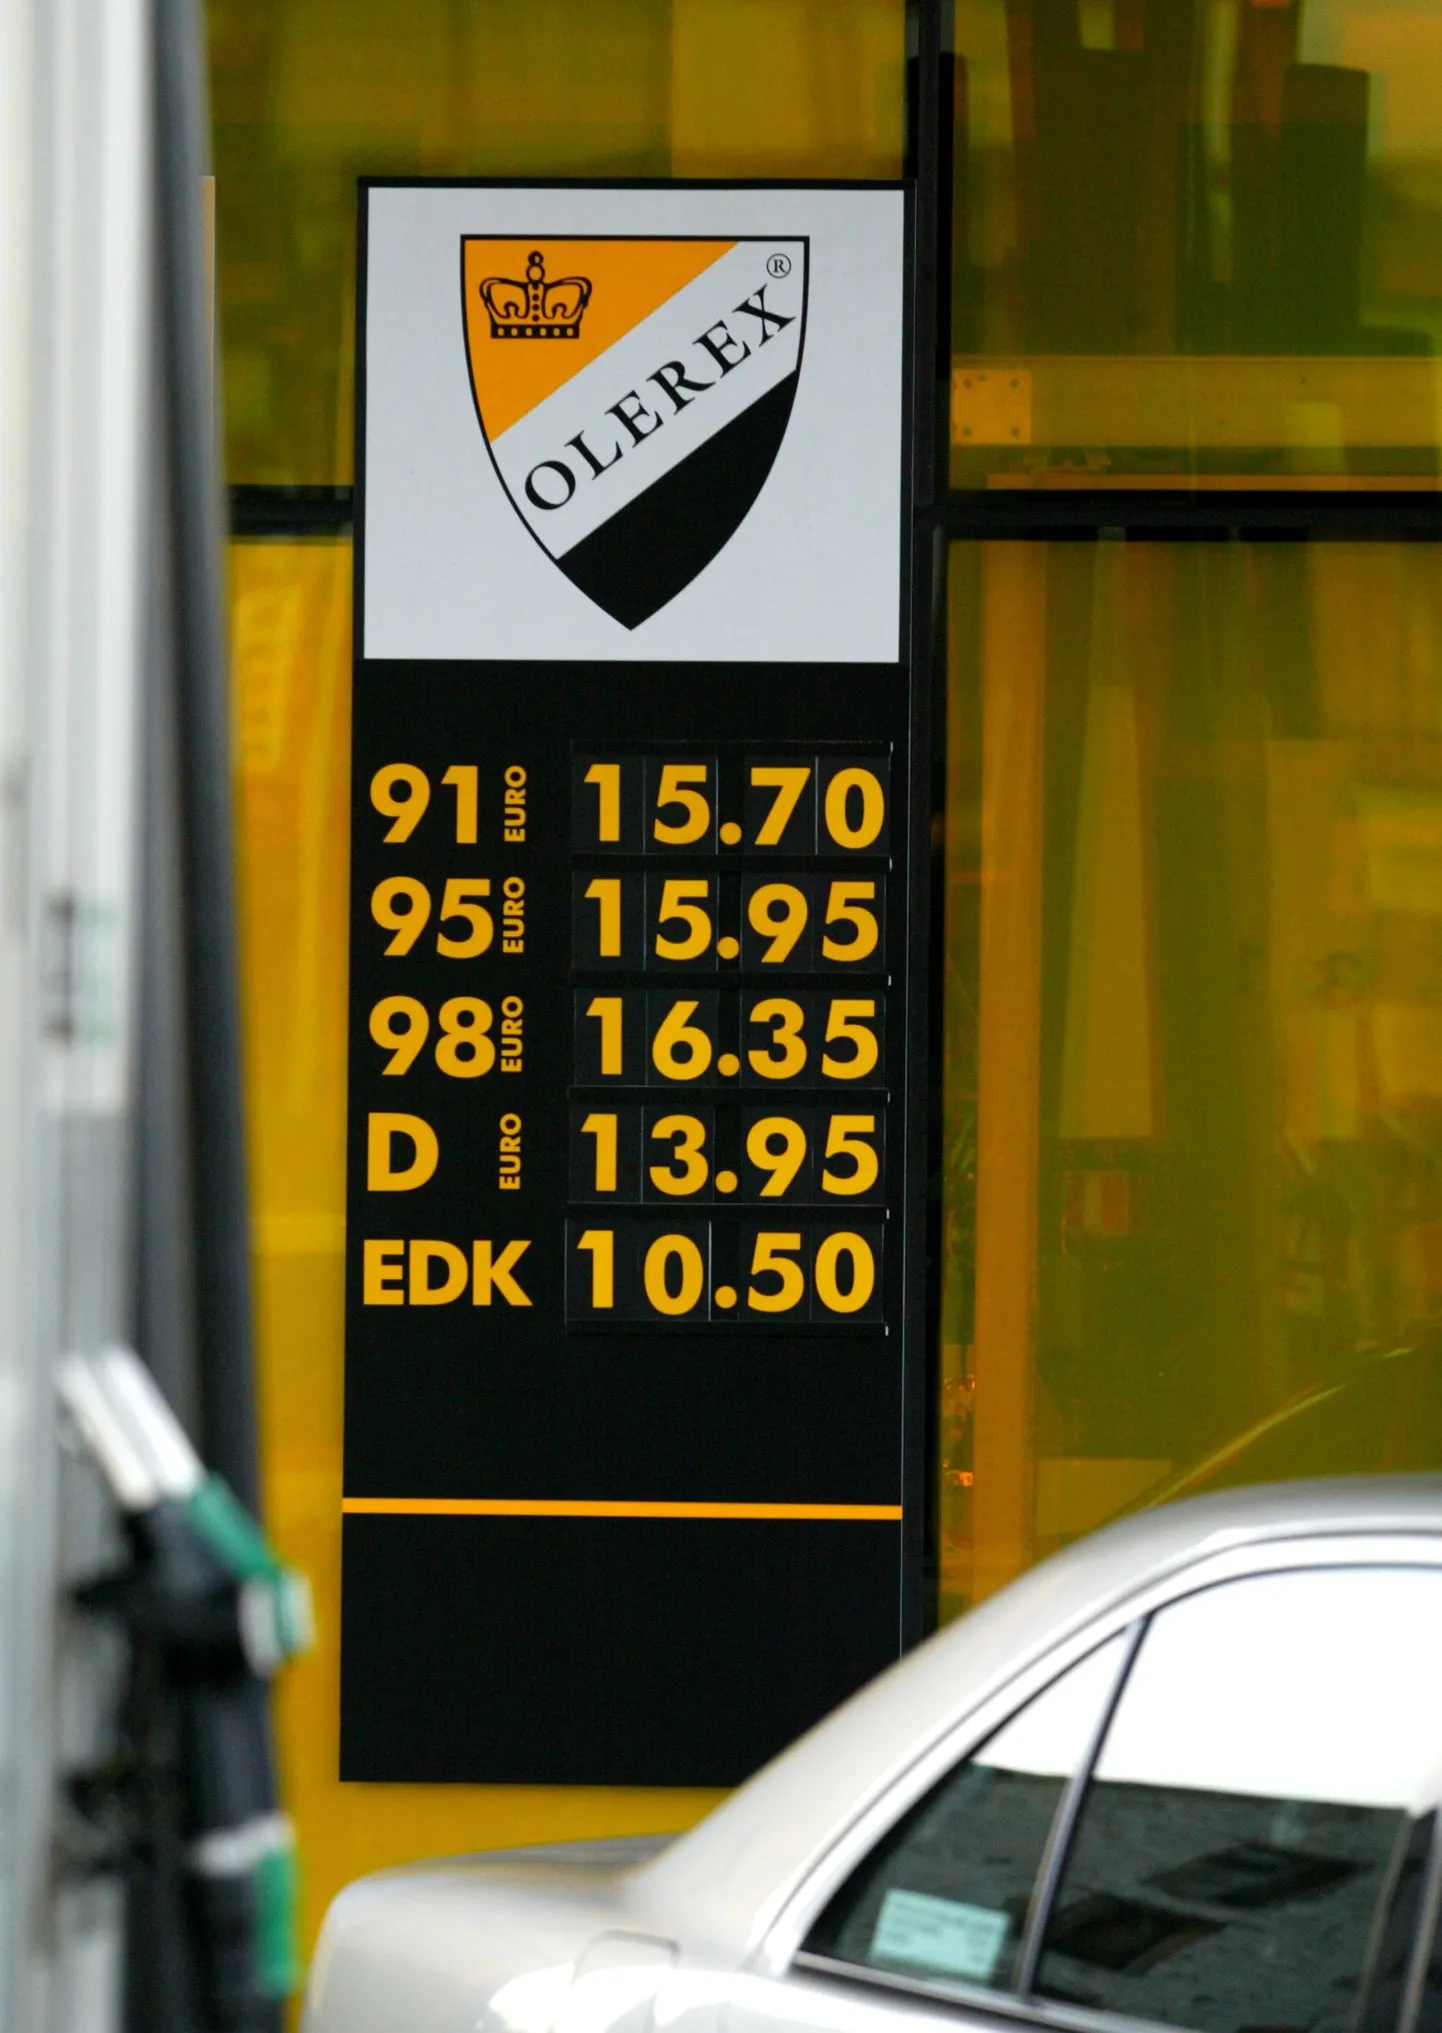 OLEREX ®
91 EURO 15.70
95 EURO 15.95
98 EURO 16.35
D EURO 13.95
EDK 10.50